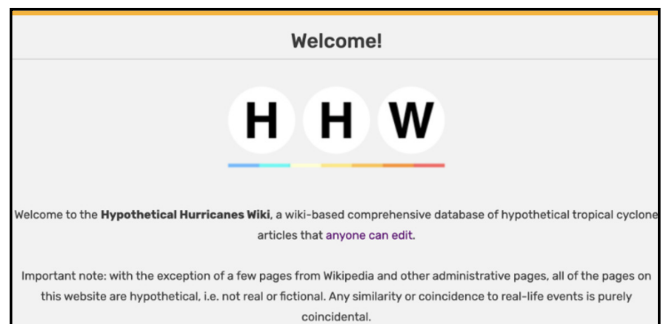 Welcome!
H H W
Welcome to the Hypothetical Hurricanes Wiki, a wiki-based comprehensive database of hypothetical tropical cyclone
articles that anyone can edit.
Important note: with the exception of a few pages from Wikipedia and other administrative pages, all of the pages on
this website are hypothetical, i.e. not real or fictional. Any similarity or coincidence to real-life events is purely
coincidental.